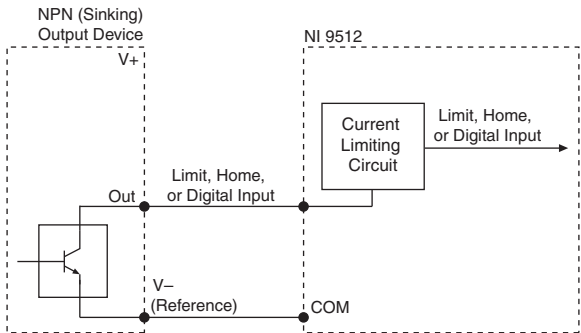 NPN (Sinking)
Output Device
V+
NI 9512
Current
Limiting
Circuit
Limit, Home,
or Digital Input
Limit, Home,
or Digital Input
Out
V–
(Reference)
COM